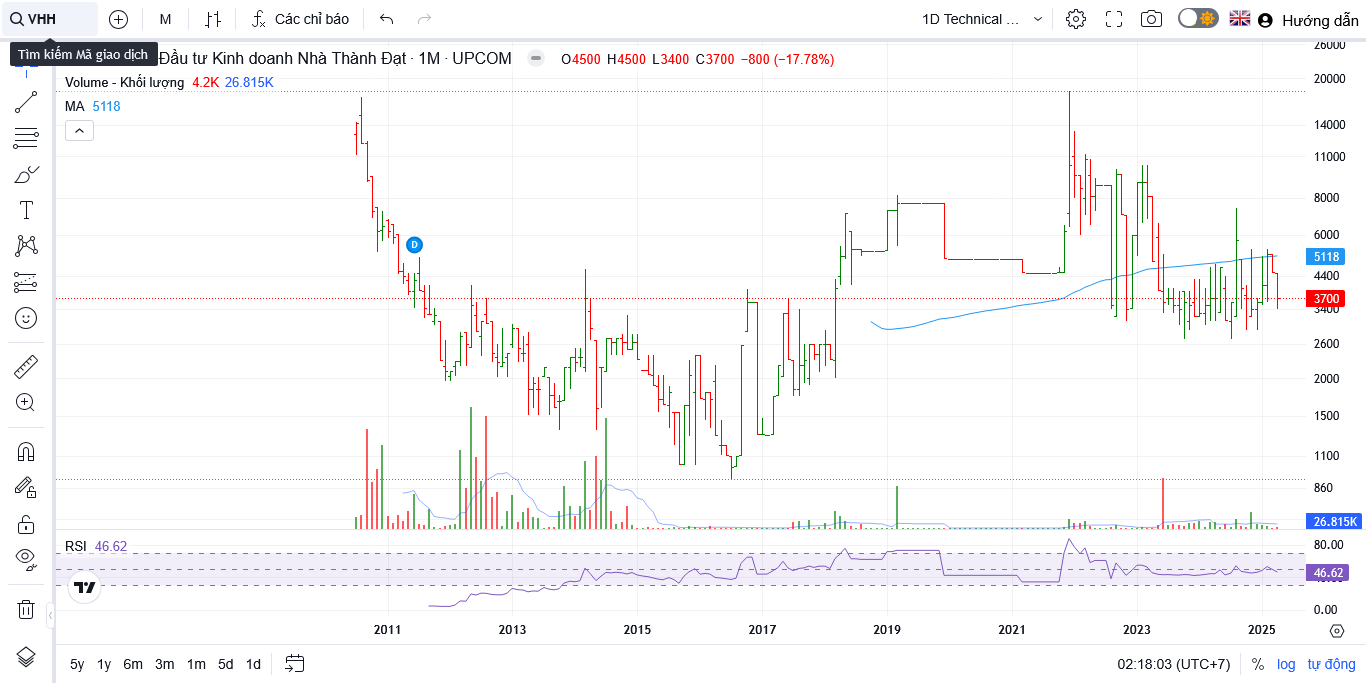 VHH
M
Các chỉ báo
1D Technical ...
Hướng dẫn
Tìm kiếm Mã giao dịch
Đầu tư Kinh doanh Nhà Thành Đạt · 1M · UPCOM
O4500 H4500 L3400 C3700 −800 (−17.78%)
Volume - Khối lượng 4.2K 26.815K
MA 5118
D
26000
20000
14000
11000
8000
6000
5118
4400
3700
3400
2600
2000
1500
1100
860
26.815K
RSI 46.62
80.00
46.62
0.00
2011 2013 2015 2017 2019 2021 2023 2025
5y 1y 6m 3m 1m 5d 1d
02:18:03 (UTC+7) % log tự động